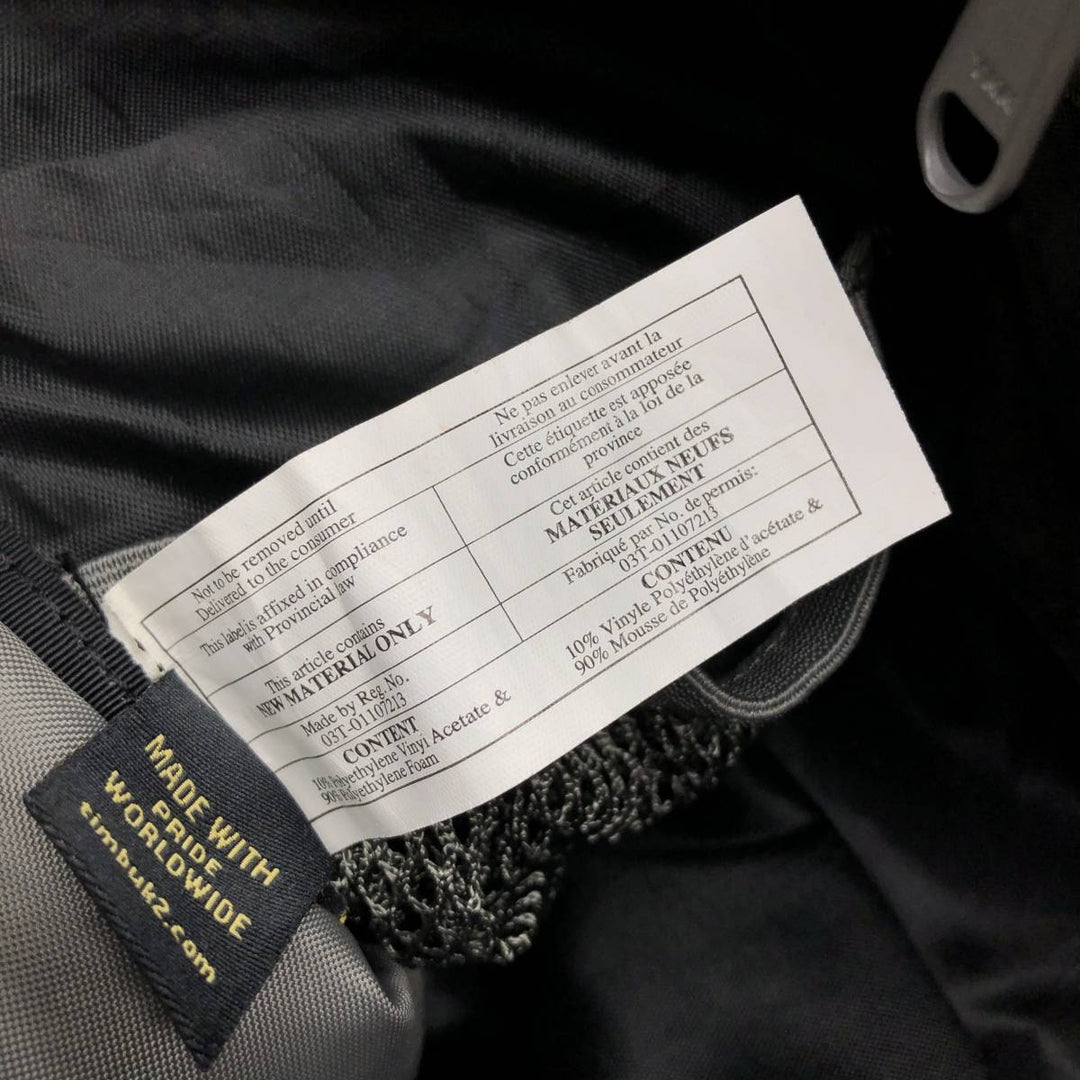 YKK
Not to be removed until
Delivered to the consumer
Ne pas enlever avant la
livraison au consommateur
This label is affixed in compliance
with Provincial law
Cette étiquette est apposée
conformément à la loi de la
province
This article contains
NEW MATERIAL ONLY
Cet article contient des
MATÉRIAUX NEUFS
SEULEMENT
Made by Reg. No.
03T-01107213
Fabriqué par No. de permis:
03T-01107213
CONTENT
10% Polyethylene Vinyl Acetate &
90% Polyethylene Foam
CONTENU
10% Vinyle Polyéthylène d'acétate &
90% Mousse de Polyéthylène
MADE WITH
PRIDE
WORLDWIDE
timbuk2.com